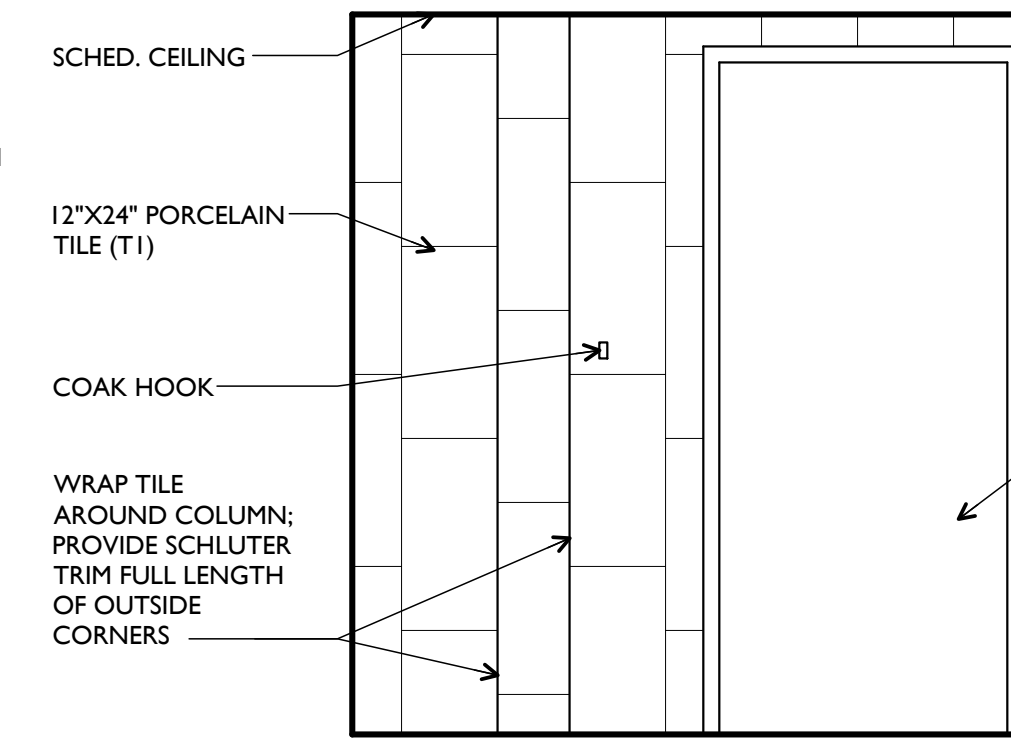 SCHED. CEILING
12"X24" PORCELAIN
TILE (T1)
COAK HOOK
WRAP TILE
AROUND COLUMN;
PROVIDE SCHLUTER
TRIM FULL LENGTH
OF OUTSIDE
CORNERS